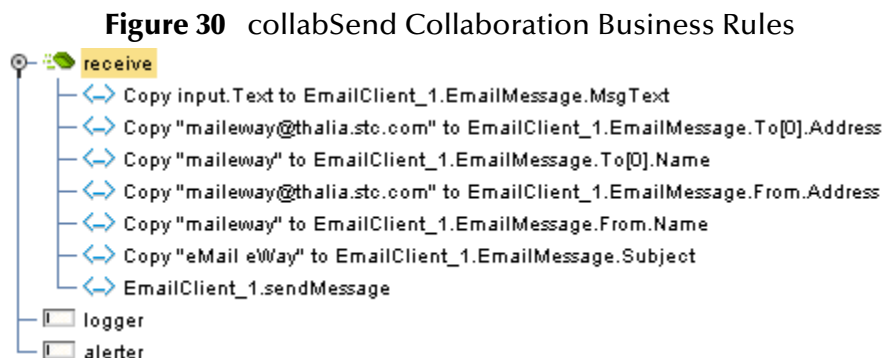 Figure 30 collabSend Collaboration Business Rules
receive
Copy input.Text to EmailClient_1.EmailMessage.MsgText
Copy "maileway@thalia.stc.com" to EmailClient_1.EmailMessage.To[0].Address
Copy "maileway" to EmailClient_1.EmailMessage.To[0].Name
Copy "maileway@thalia.stc.com" to EmailClient_1.EmailMessage.From.Address
Copy "maileway" to EmailClient_1.EmailMessage.From.Name
Copy "eMail eWay" to EmailClient_1.EmailMessage.Subject
EmailClient_1.sendMessage
logger
alerter